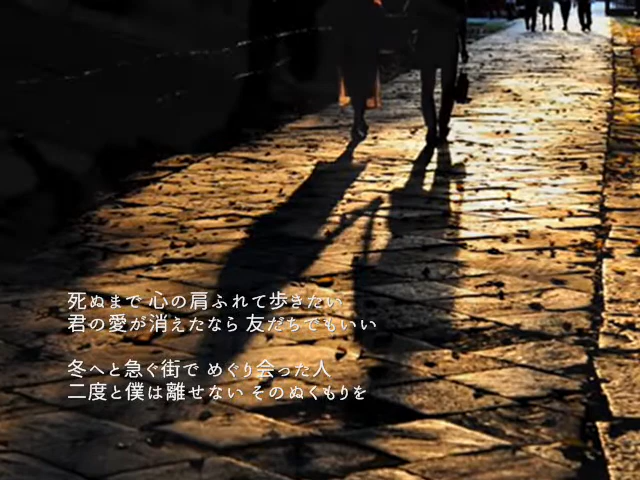 死ぬまで 心の肩ふれて歩きたい
君の愛が消えたなら 友だちでもいい
冬へと急ぐ街で めぐり会った人
二度と僕は離せない そのぬくもりを